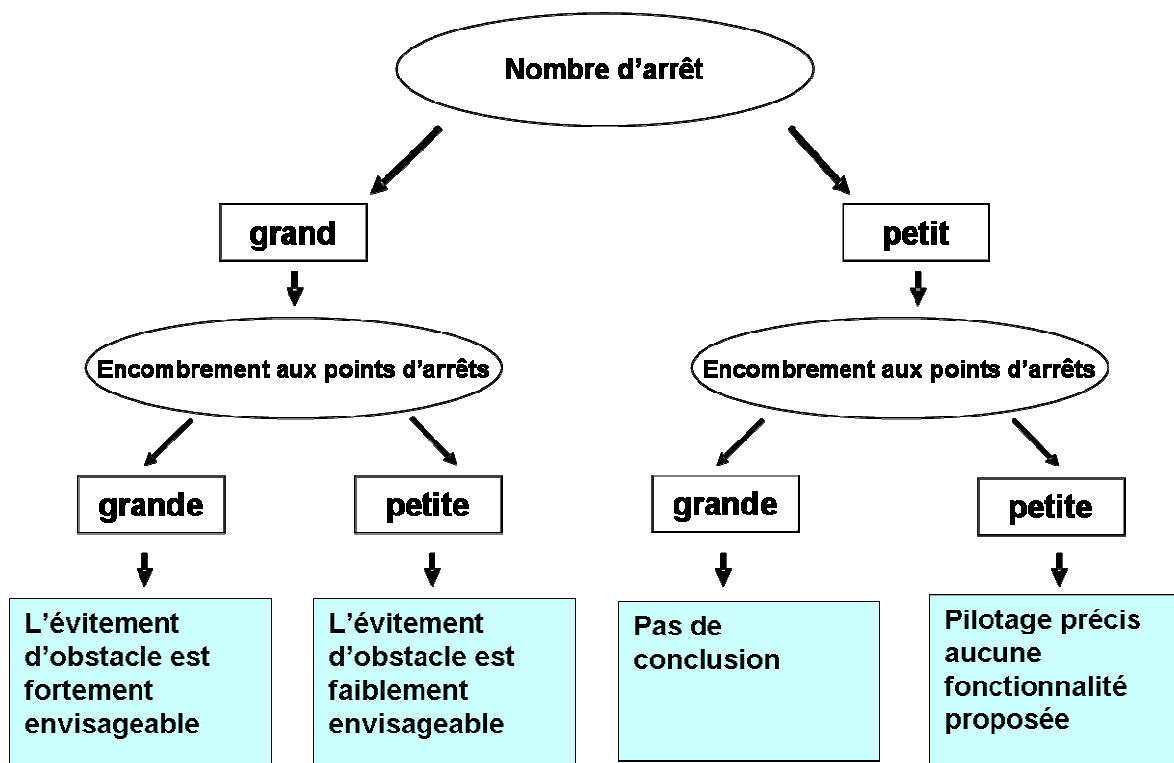 Nombre d'arrêt
grand
petit
Encombrement aux points d'arrêts
Encombrement aux points d'arrêts
grande
petite
grande
petite
L'évitement
d'obstacle est
fortement
envisageable
L'évitement
d'obstacle est
faiblement
envisageable
Pas de
conclusion
Pilotage précis
aucune
fonctionnalité
proposée